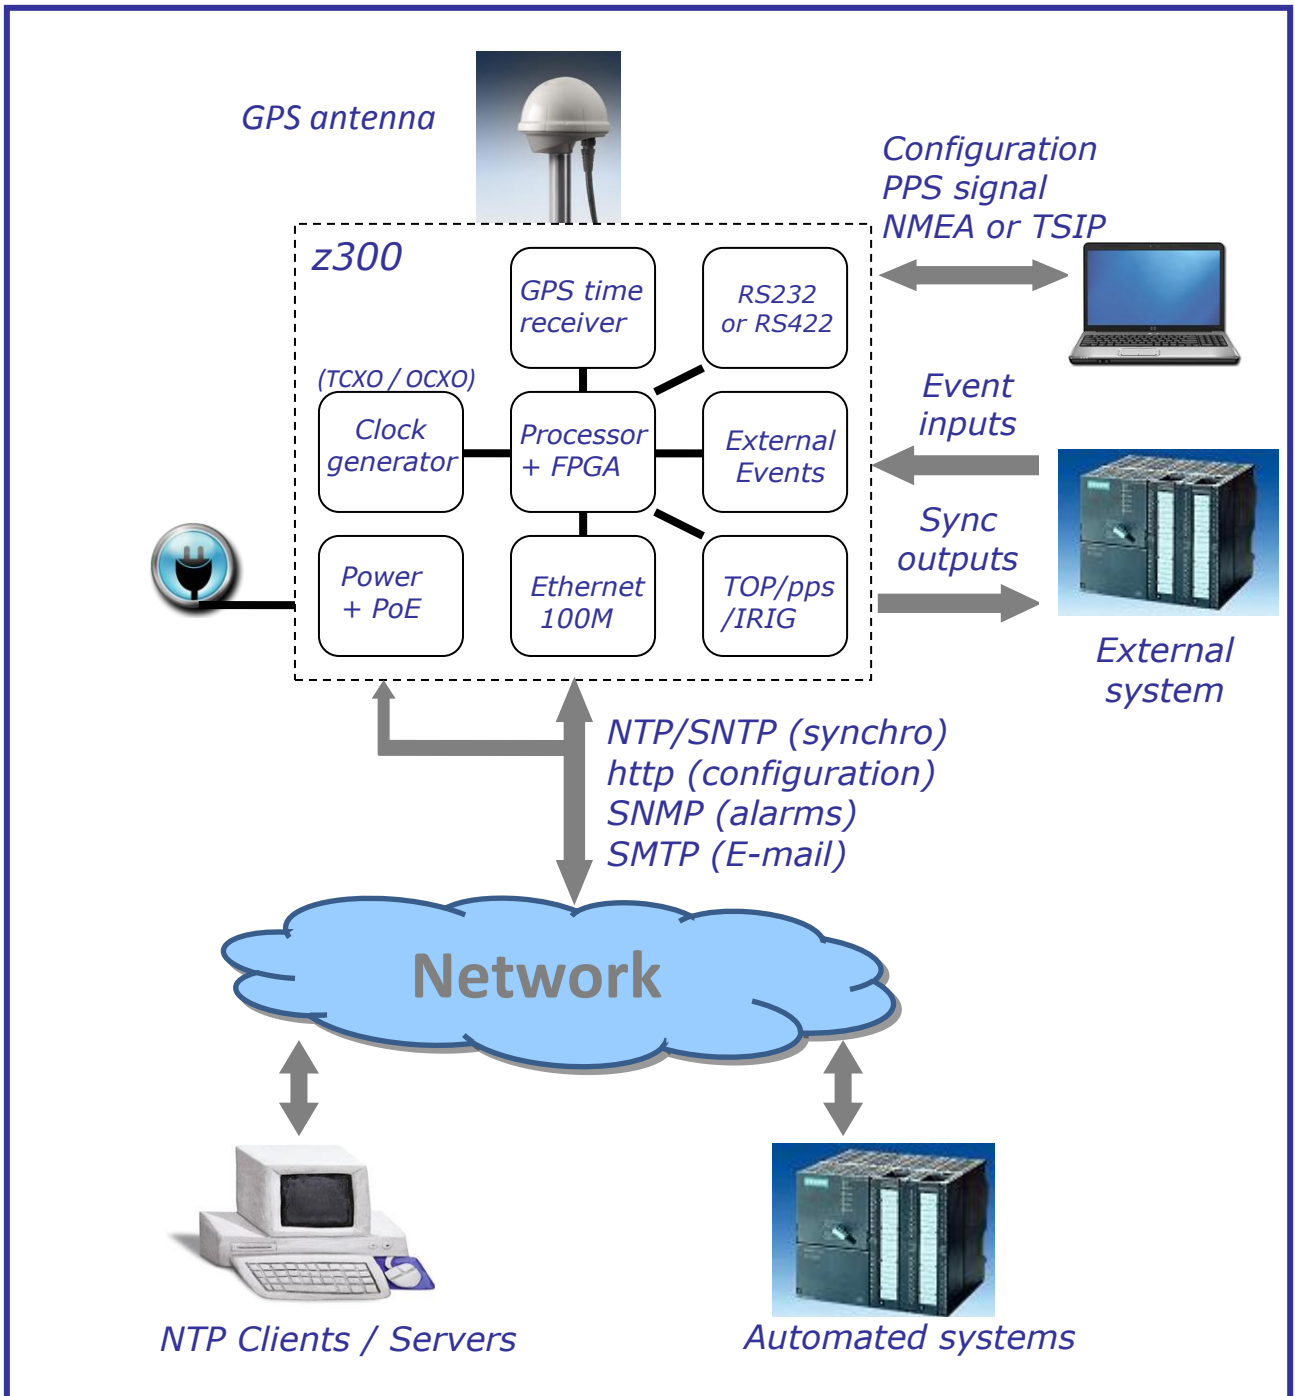 GPS antenna
Configuration
PPS signal
NMEA or TSIP
z300
GPS time
receiver
RS232
or RS422
(TCXO / OCXO)
Clock
generator
Processor
+ FPGA
External
Events
Event
inputs
Sync
outputs
Power
+ PoE
Ethernet
100M
TOP/pps
/IRIG
External
system
NTP/SNTP (synchro)
http (configuration)
SNMP (alarms)
SMTP (E-mail)
Network
NTP Clients / Servers
Automated systems